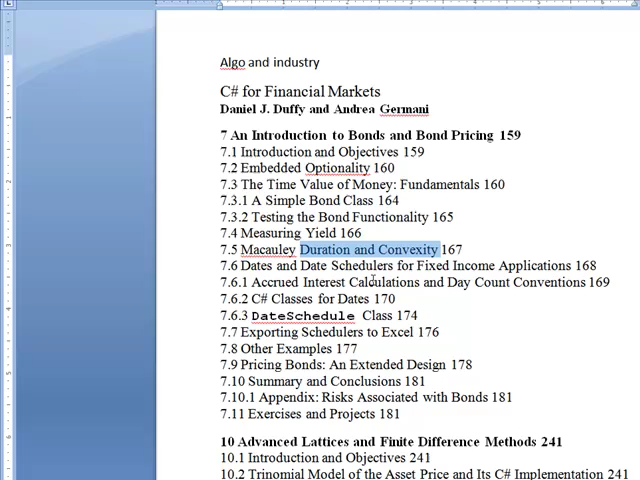 Algo and industry
C# for Financial Markets
Daniel J. Duffy and Andrea Germani
7 An Introduction to Bonds and Bond Pricing 159
7.1 Introduction and Objectives 159
7.2 Embedded Optionality 160
7.3 The Time Value of Money: Fundamentals 160
7.3.1 A Simple Bond Class 164
7.3.2 Testing the Bond Functionality 165
7.4 Measuring Yield 166
7.5 Macauley Duration and Convexity 167
7.6 Dates and Date Schedulers for Fixed Income Applications 168
7.6.1 Accrued Interest Calculations and Day Count Conventions 169
7.6.2 C# Classes for Dates 170
7.6.3 DateSchedule Class 174
7.7 Exporting Schedulers to Excel 176
7.8 Other Examples 177
7.9 Pricing Bonds: An Extended Design 178
7.10 Summary and Conclusions 181
7.10.1 Appendix: Risks Associated with Bonds 181
7.11 Exercises and Projects 181
10 Advanced Lattices and Finite Difference Methods 241
10.1 Introduction and Objectives 241
10.2 Trinomial Model of the Asset Price and Its C# Implementation 241